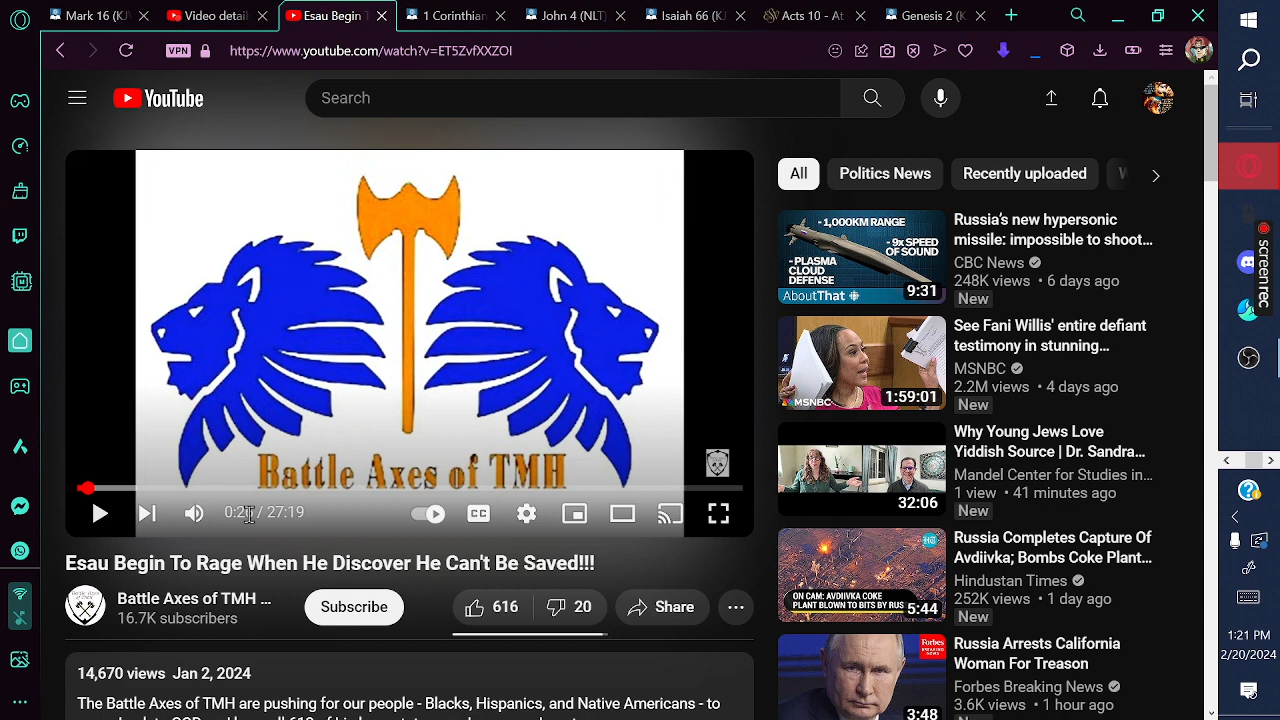 Mark 16 (KJV
Video detail
Esau Begin T
1 Corinthian
John 4 (NLT)
Isaiah 66 (KJ
Acts 10 - At
Genesis 2 (K
VPN
https://www.youtube.com/watch?v=ET5ZvfXXZOI
YouTube
Search
Battle Axes of TMH
0:2 / 27:19
CC
Esau Begin To Rage When He Discover He Can't Be Saved!!!
Battle Axes of TMH ...
16.7K subscribers
Subscribe
616
20
Share
14,670 views Jan 2, 2024
The Battle Axes of TMH are pushing for our people - Blacks, Hispanics, and Native Americans - to
All
Politics News
Recently uploaded
- 1,000KM RANGE
- 9x SPEED OF SOUND
- PLASMA CLOUD DEFENSE
AboutThat
9:31
Russia's new hypersonic
missile: impossible to shoot...
CBC News
248K views • 6 days ago
New
MSNBC
1:59:01
See Fani Willis' entire defiant
testimony in stunning...
MSNBC
2.2M views • 4 days ago
New
32:06
Why Young Jews Love
Yiddish Source | Dr. Sandra...
Mandel Center for Studies in...
1 view • 41 minutes ago
New
ON CAM: AVDIIVKA COKE
PLANT BLOWN TO BITS BY RUS
5:44
Russia Completes Capture Of
Avdiivka; Bombs Coke Plant...
Hindustan Times
252K views • 1 day ago
New
Forbes
BREAKING NEWS
3:48
Russia Arrests California
Woman For Treason
Forbes Breaking News
3.6K views • 1 hour ago
screenrec
1:21 PM
2/20/2024